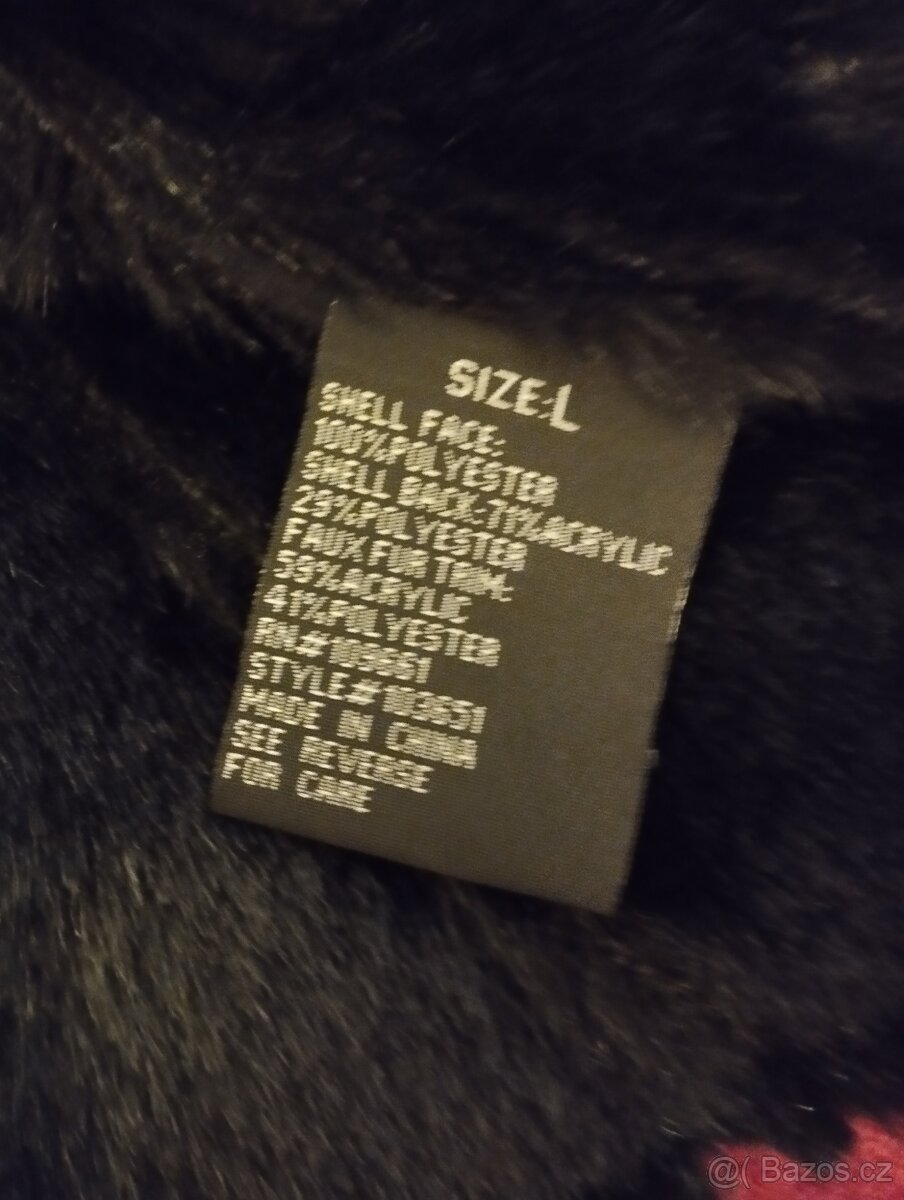 SIZE:L
SHELL FACE:
100%POLYESTER
SHELL BACK:71%ACRYLIC
29%POLYESTER
FAUX FUR TRIM:
59%ACRYLIC
41%POLYESTER
RN#
STYLE#
MADE IN CHINA
SEE REVERSE
FOR CARE
@( Bazos.cz